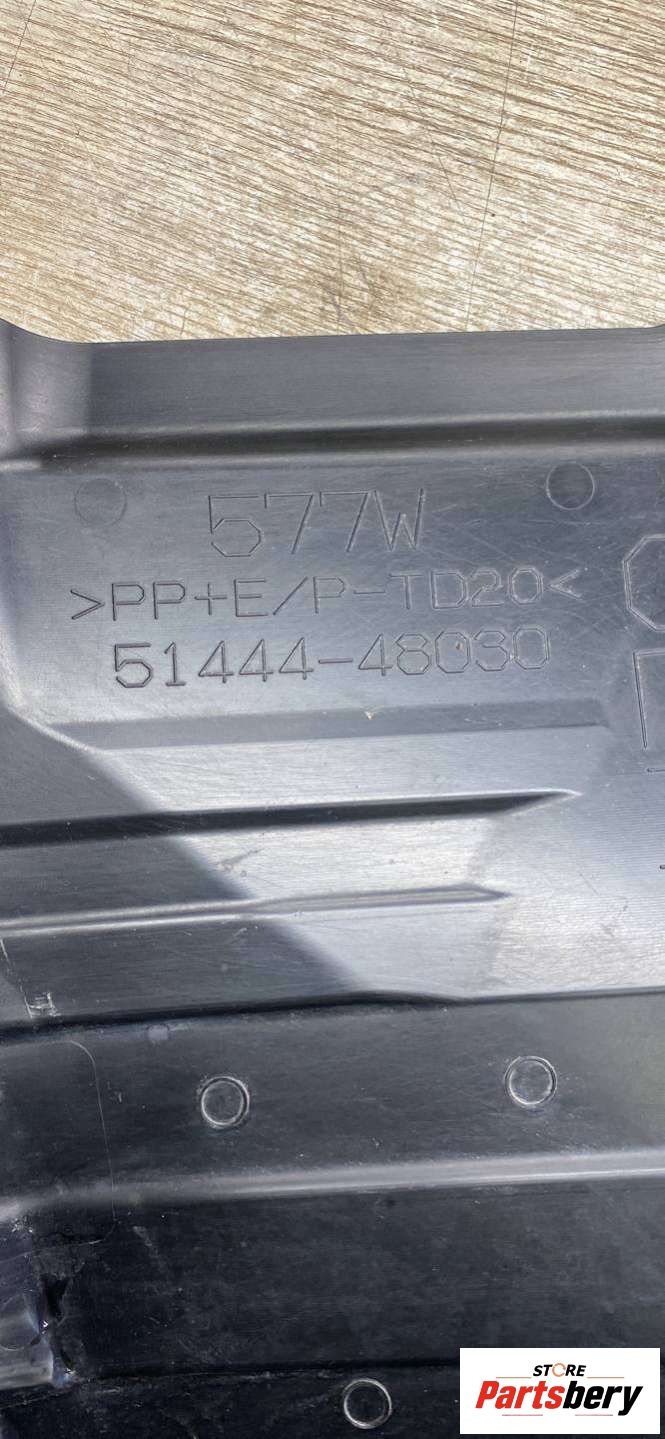 577W
>PP+E/P-TD20<
51444-48030
STORE
Partsbery